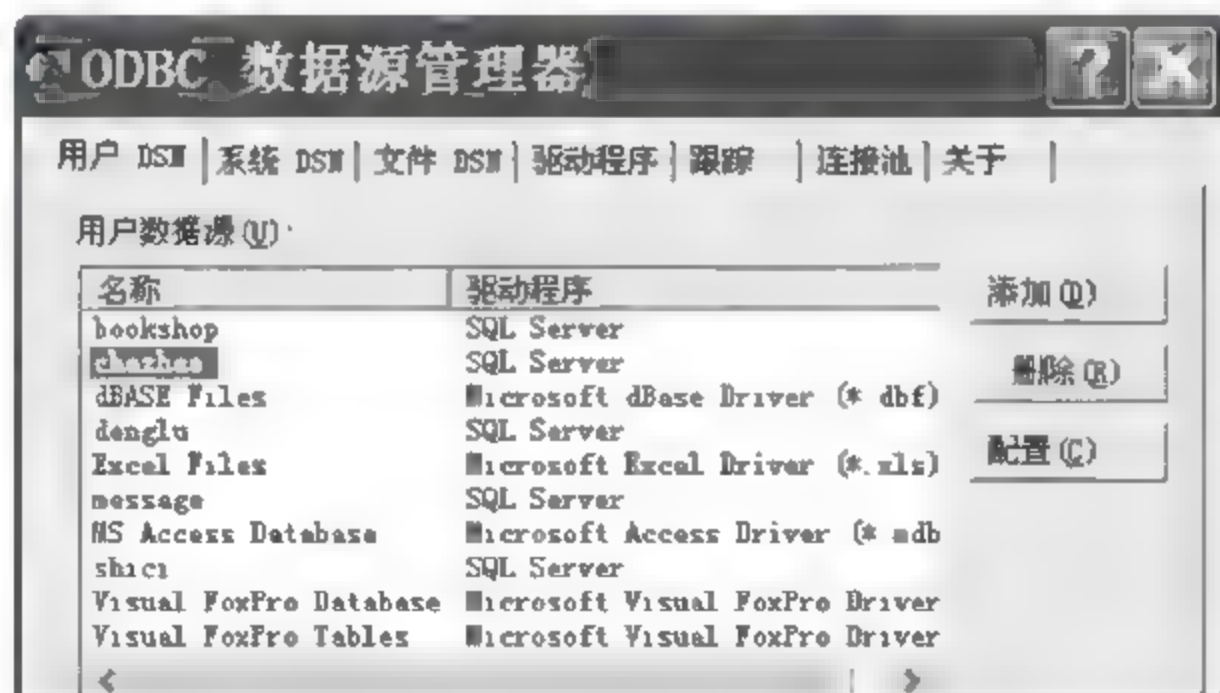 ODBC 数据源管理器
用户 DSN 系统 DSN 文件 DSN 驱动程序 跟踪 连接池 关于
用户数据源(U):
名称 驱动程序
添加(D)
bookshop SQL Server
chazhao SQL Server
删除(R)
dBASE Files Microsoft dBase Driver (*.dbf)
denglu SQL Server
配置(C)
Excel Files Microsoft Excel Driver (*.xls)
message SQL Server
MS Access Database Microsoft Access Driver (*.mdb
shici SQL Server
Visual FoxPro Database Microsoft Visual FoxPro Driver
Visual FoxPro Tables Microsoft Visual FoxPro Driver